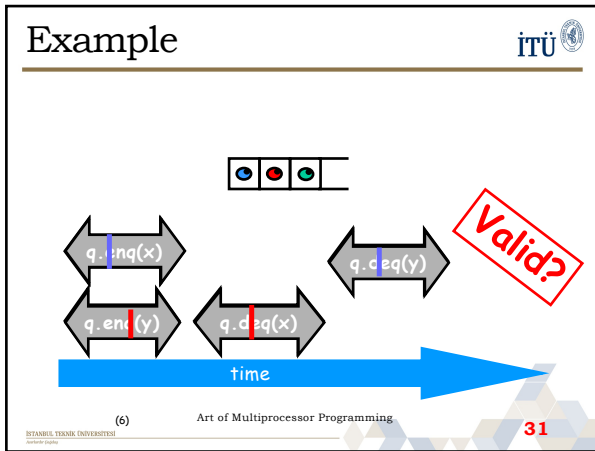 Example
İTÜ
q.enq(x)
q.deq(y)
Valid?
q.enq(y)
q.deq(x)
time
(6)
Art of Multiprocessor Programming
İSTANBUL TEKNİK ÜNİVERSİTESİ
31